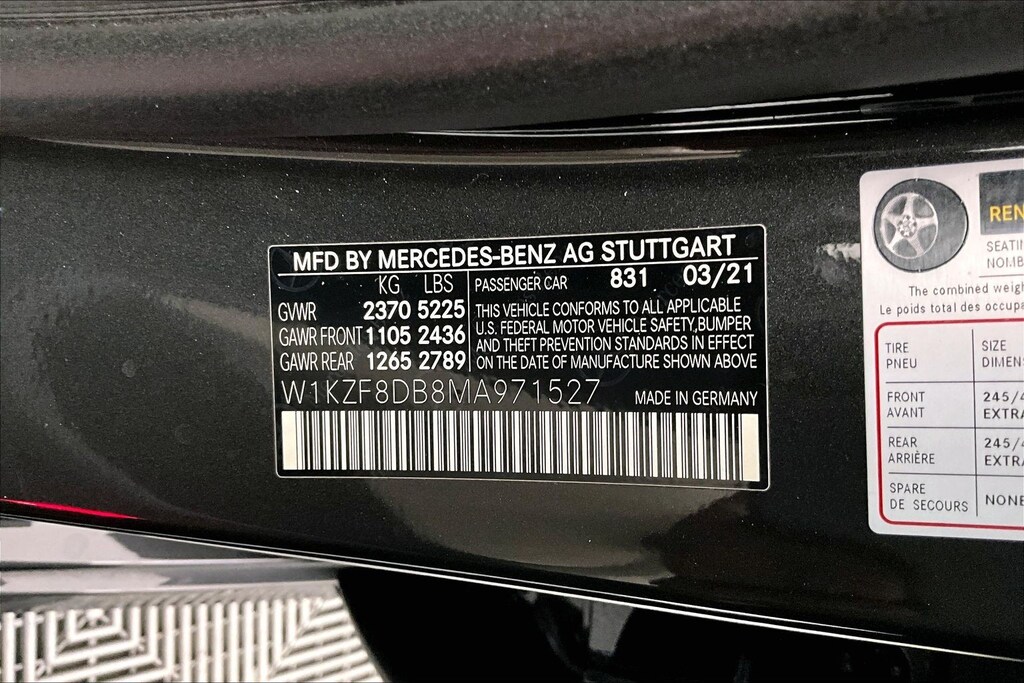 MFD BY MERCEDES-BENZ AG STUTTGART
KG LBS
GVWR 2370 5225
GAWR FRONT 1105 2436
GAWR REAR 1265 2789
PASSENGER CAR 831 03/21
THIS VEHICLE CONFORMS TO ALL APPLICABLE
U.S. FEDERAL MOTOR VEHICLE SAFETY,BUMPER
AND THEFT PREVENTION STANDARDS IN EFFECT
ON THE DATE OF MANUFACTURE SHOWN ABOVE
W1KZF8DB8MA971527 MADE IN GERMANY
REN
SEATIN
NOMB
The combined weigh
Le poids total des occupa
TIRE
PNEU
SIZE
DIMEN
FRONT
AVANT
245/4
EXTRA
REAR
ARRIÈRE
245/4
EXTRA
SPARE
DE SECOURS
NONE